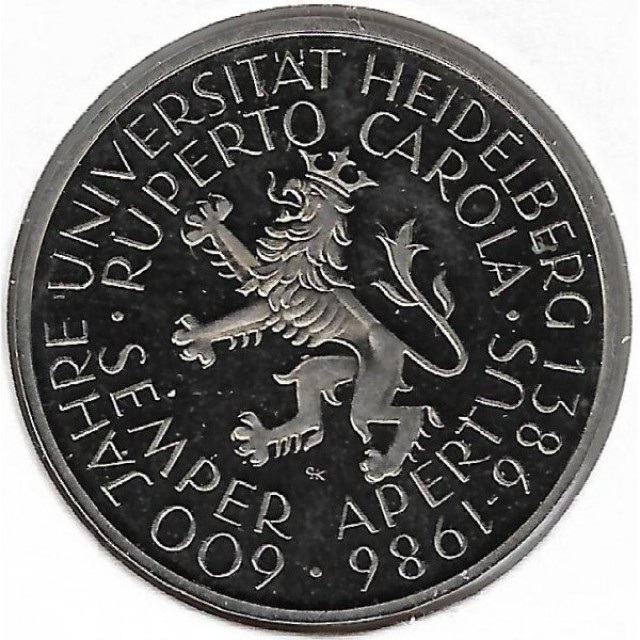 600 JAHRE UNIVERSITÄT HEIDELBERG 1386-1986 ·
SEMPER · RUPERTO CAROLA · APERTUS